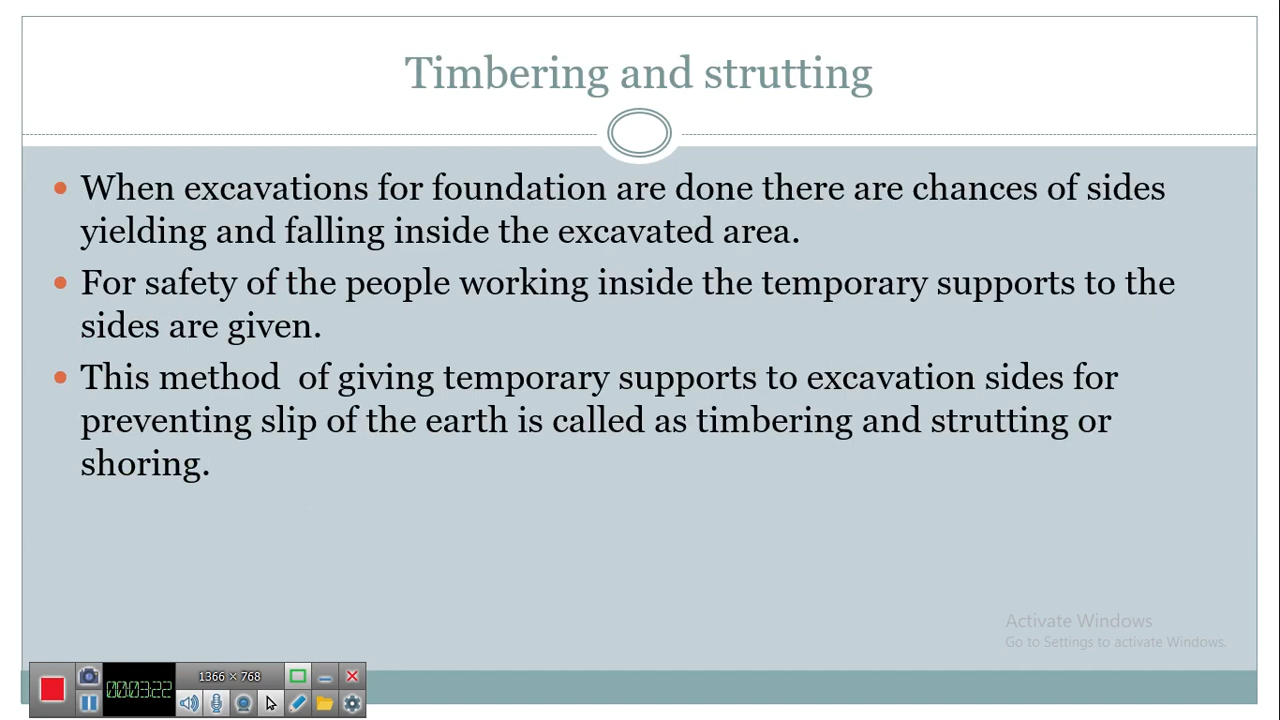 Timbering and strutting
When excavations for foundation are done there are chances of sides
yielding and falling inside the excavated area.
For safety of the people working inside the temporary supports to the
sides are given.
This method of giving temporary supports to excavation sides for
preventing slip of the earth is called as timbering and strutting or
shoring.
Activate Windows
Go to Settings to activate Windows.
1366 × 768
00:03:22